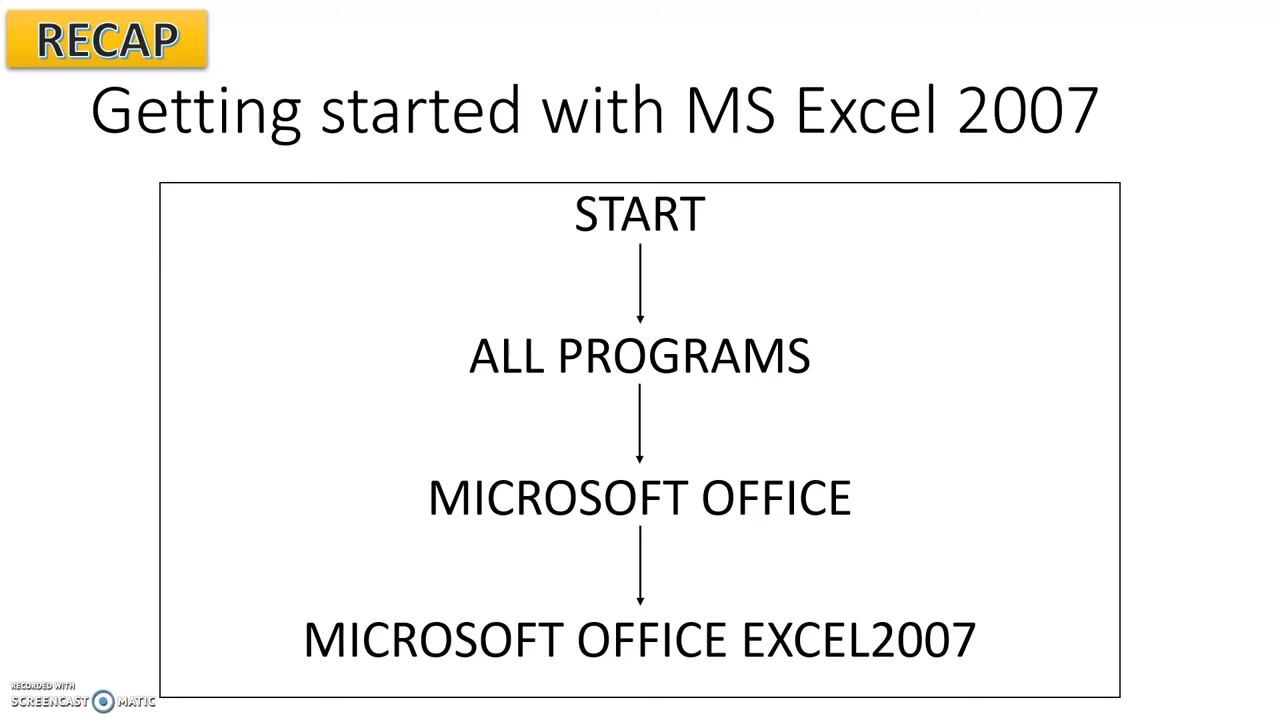 RECAP
Getting started with MS Excel 2007
START
ALL PROGRAMS
MICROSOFT OFFICE
MICROSOFT OFFICE EXCEL2007
RECORDED WITH
SCREENCAST MATIC